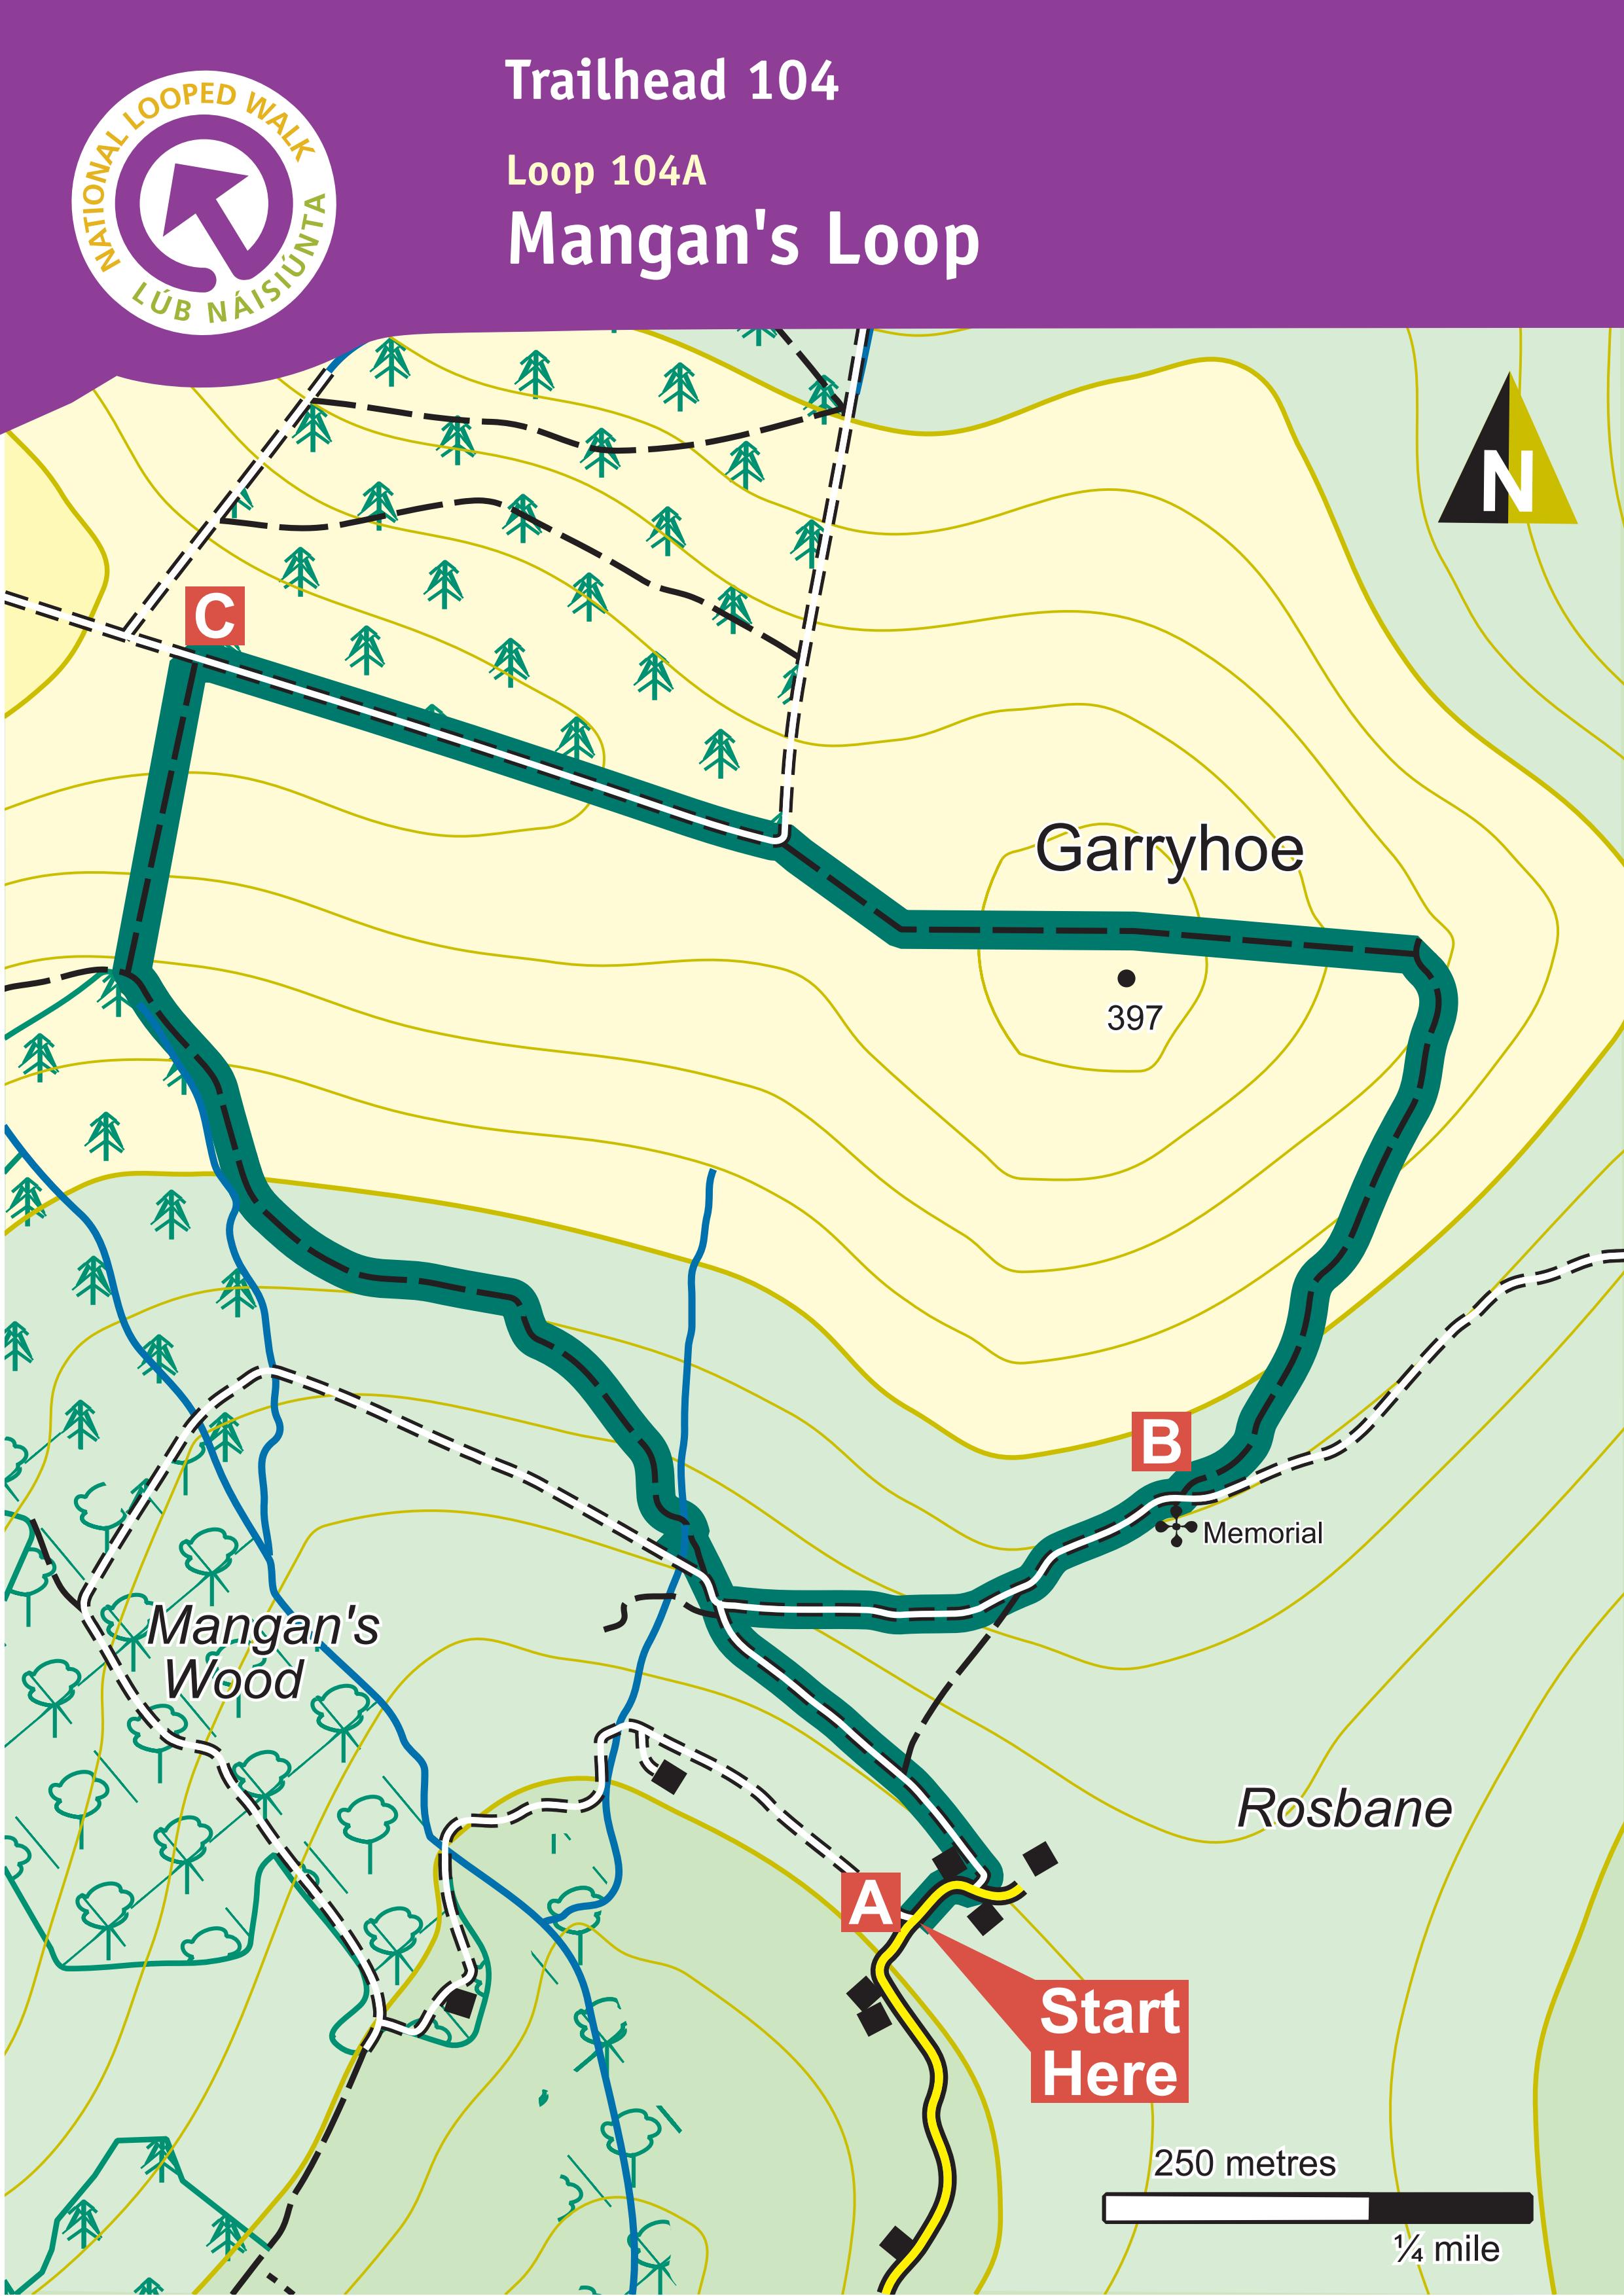 NATIONAL LOOPED WALK
LÚB NÁISIÚNTA
Trailhead 104
Loop 104A
Mangan's Loop
N
C
Garryhoe
397
B
Memorial
Mangan's
Wood
Rosbane
A
Start
Here
250 metres
¼ mile